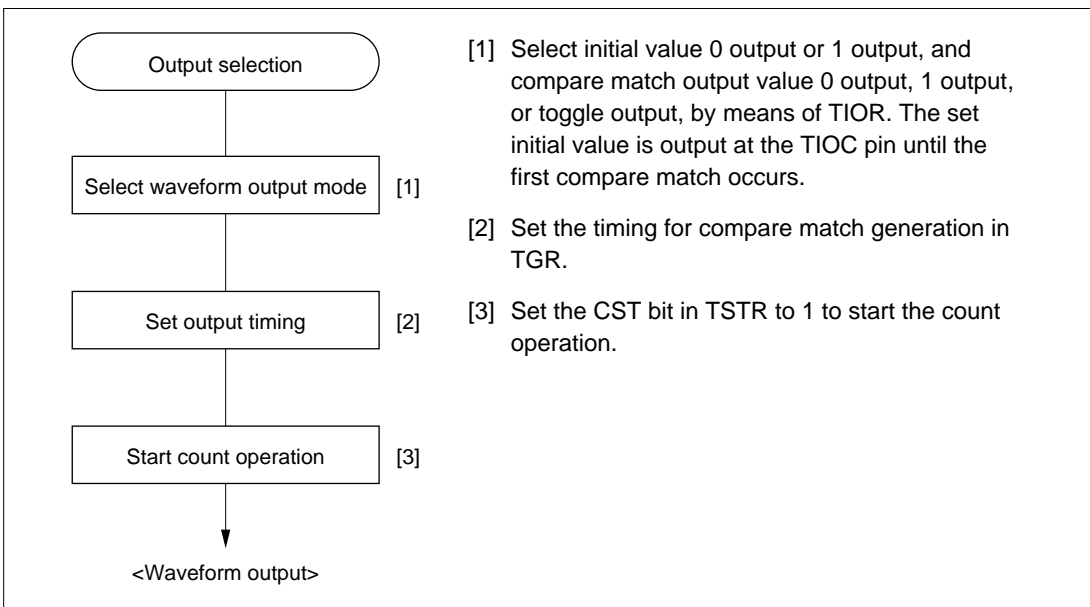 Output selection
Select waveform output mode [1]
Set output timing [2]
Start count operation [3]
<Waveform output>
[1] Select initial value 0 output or 1 output, and
compare match output value 0 output, 1 output,
or toggle output, by means of TIOR. The set
initial value is output at the TIOC pin until the
first compare match occurs.
[2] Set the timing for compare match generation in
TGR.
[3] Set the CST bit in TSTR to 1 to start the count
operation.